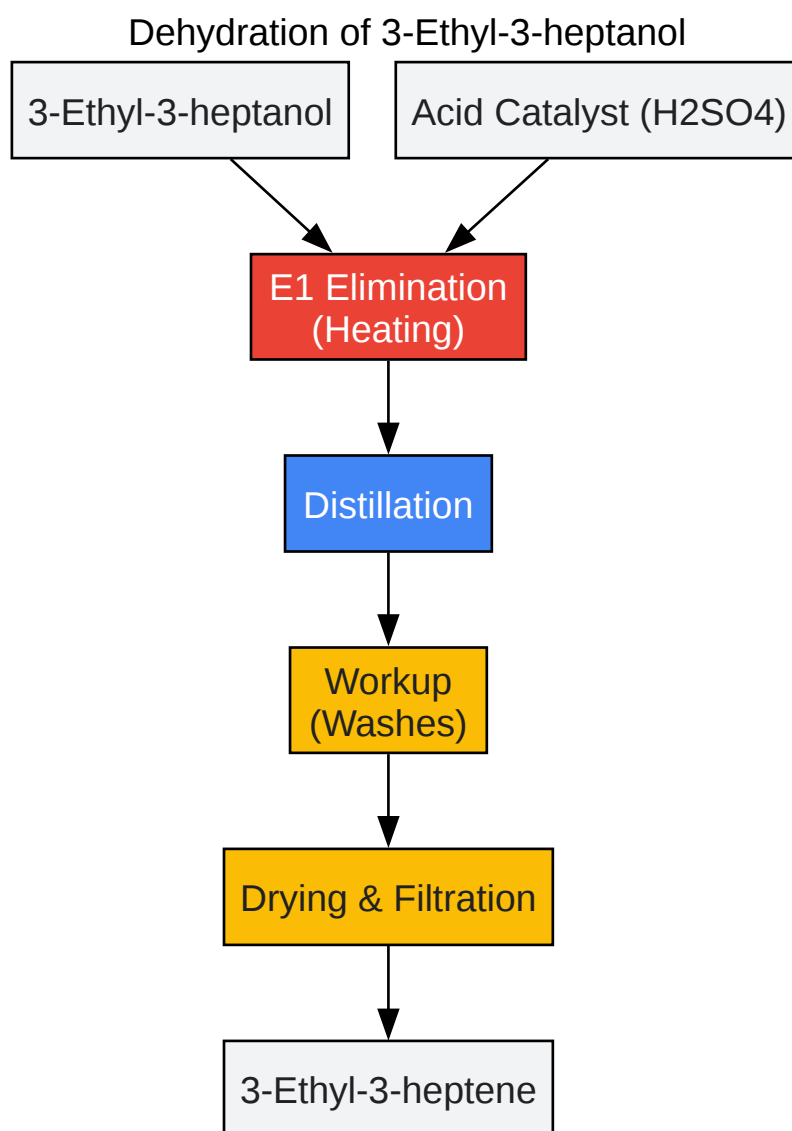 Dehydration of 3-Ethyl-3-heptanol
3-Ethyl-3-heptanol
Acid Catalyst (H2SO4)
E1 Elimination
(Heating)
Distillation
Workup
(Washes)
Drying & Filtration
3-Ethyl-3-heptene